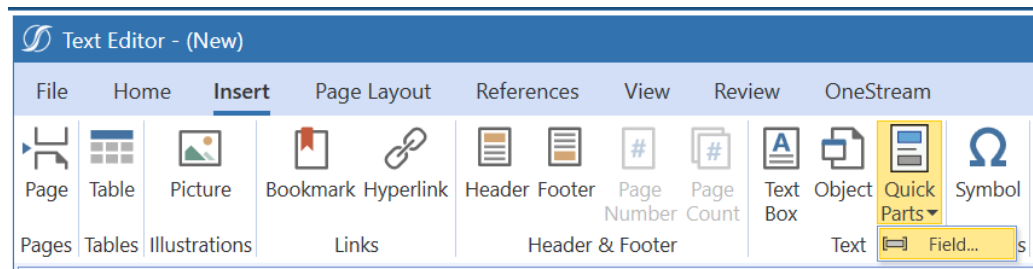 Text Editor - (New)
File Home Insert Page Layout References View Review OneStream
Page Table Picture Bookmark Hyperlink Header Footer Page Number Page Count Text Box Object Quick Parts Symbol
Pages Tables Illustrations Links Header & Footer Text
Field...